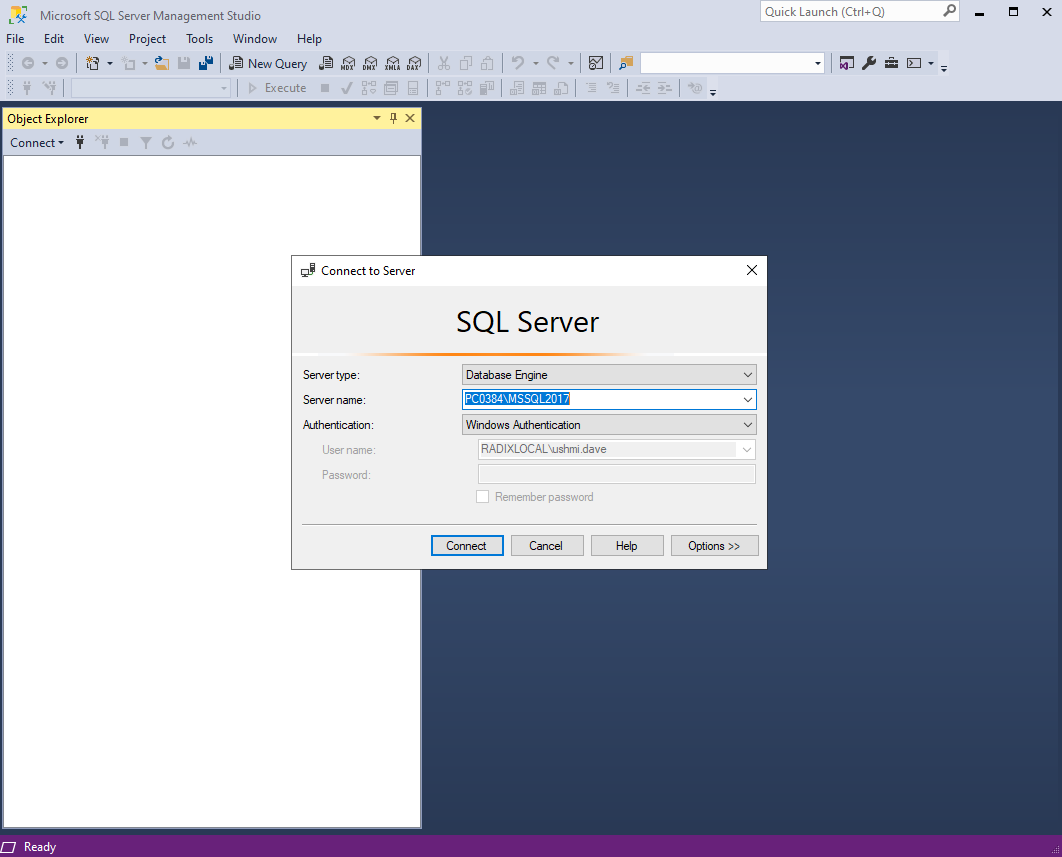 Microsoft SQL Server Management Studio
Quick Launch (Ctrl+Q)
File Edit View Project Tools Window Help
New Query MDX DMX XMLA DAX
Execute
Object Explorer
Connect
Connect to Server
SQL Server
Server type: Database Engine
Server name: PC0384\MSSQL2017
Authentication: Windows Authentication
User name: RADIXLOCAL\ushmi.dave
Password:
Remember password
Connect Cancel Help Options >>
Ready